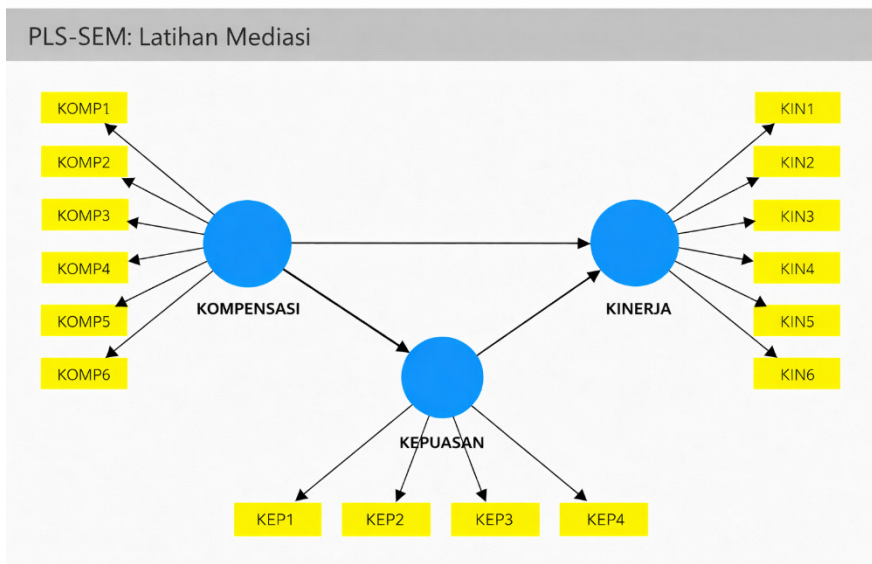 PLS-SEM: Latihan Mediasi
KOMP1
KOMP2
KOMP3
KOMP4
KOMP5
KOMP6
KOMPENSASI
KINERJA
KIN1
KIN2
KIN3
KIN4
KIN5
KIN6
KEPUASAN
KEP1
KEP2
KEP3
KEP4